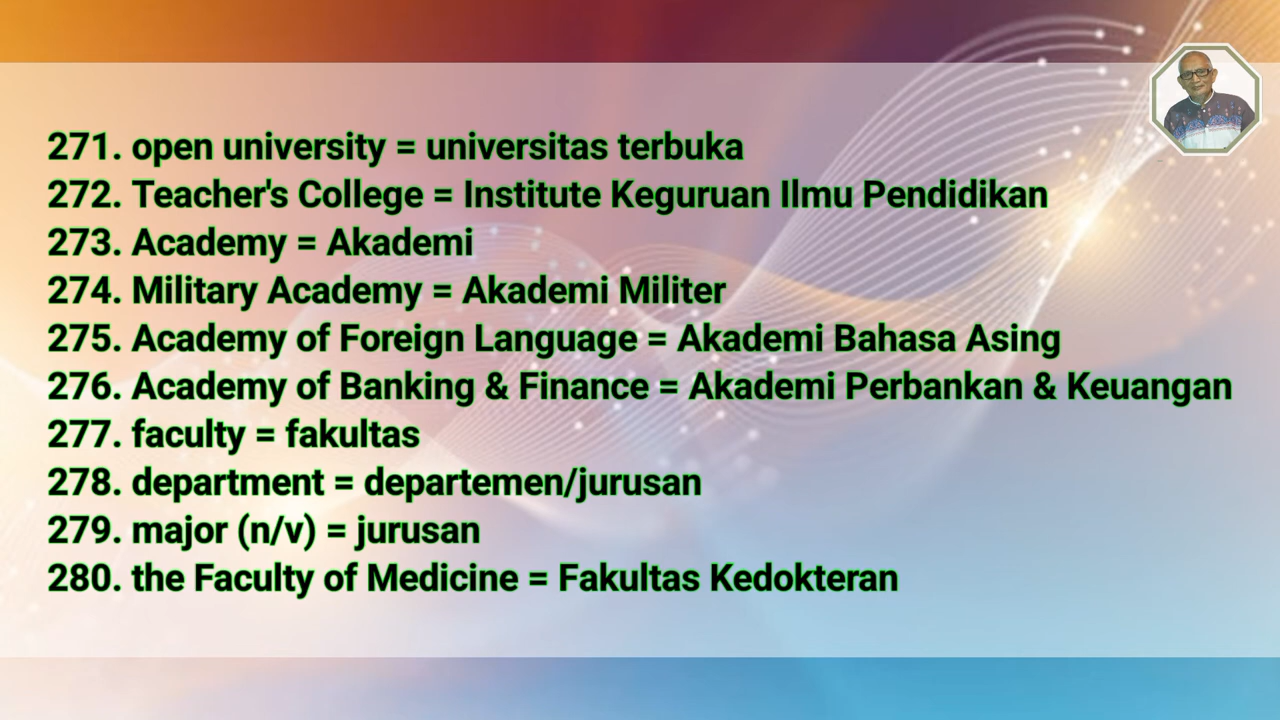 271. open university = universitas terbuka
272. Teacher's College = Institute Keguruan Ilmu Pendidikan
273. Academy = Akademi
274. Military Academy = Akademi Militer
275. Academy of Foreign Language = Akademi Bahasa Asing
276. Academy of Banking & Finance = Akademi Perbankan & Keuangan
277. faculty = fakultas
278. department = departemen/jurusan
279. major (n/v) = jurusan
280. the Faculty of Medicine = Fakultas Kedokteran